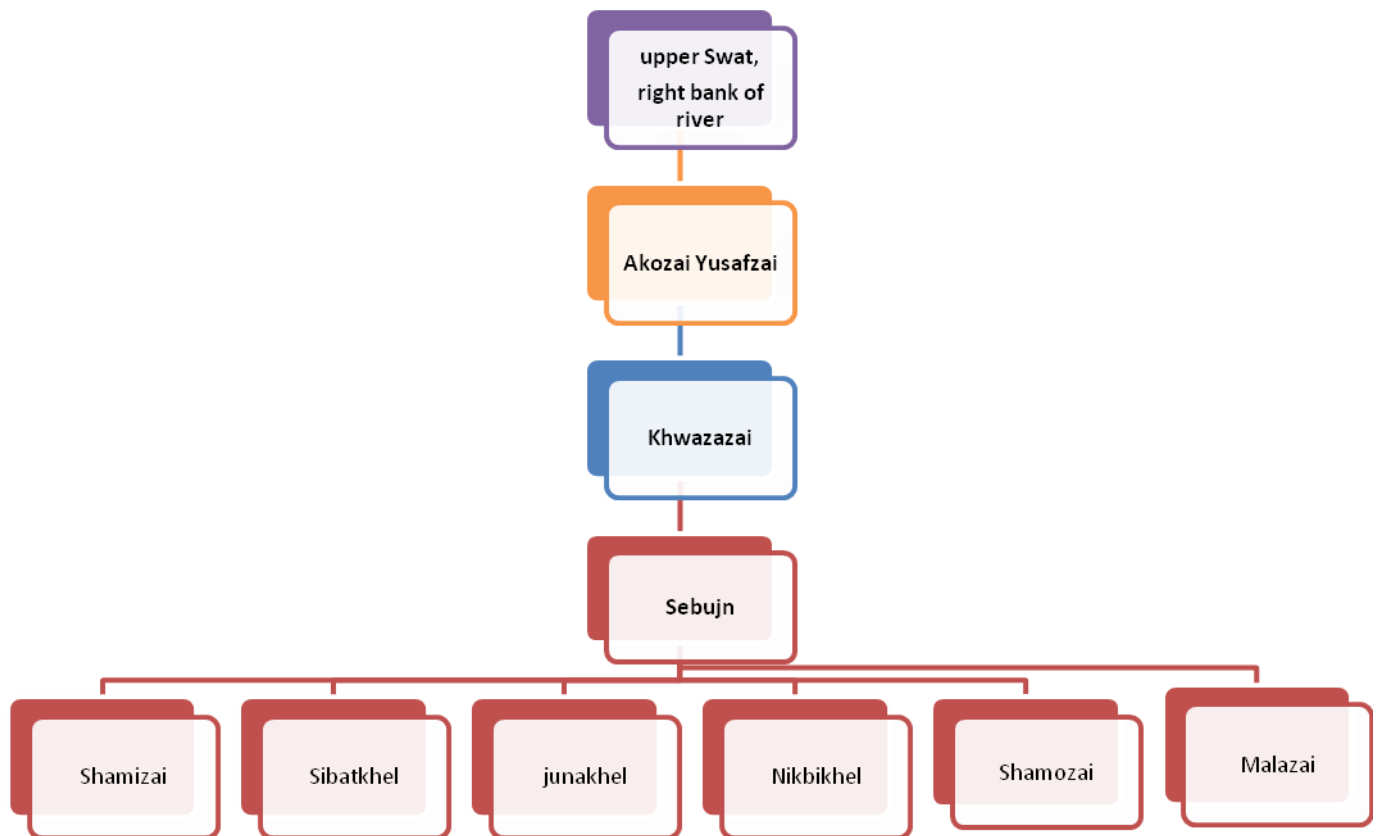 upper Swat,
right bank of
river
Akozai Yusafzai
Khwazazai
Sebujn
Shamizai
Sibatkhel
junakhel
Nikbikhel
Shamozai
Malazai